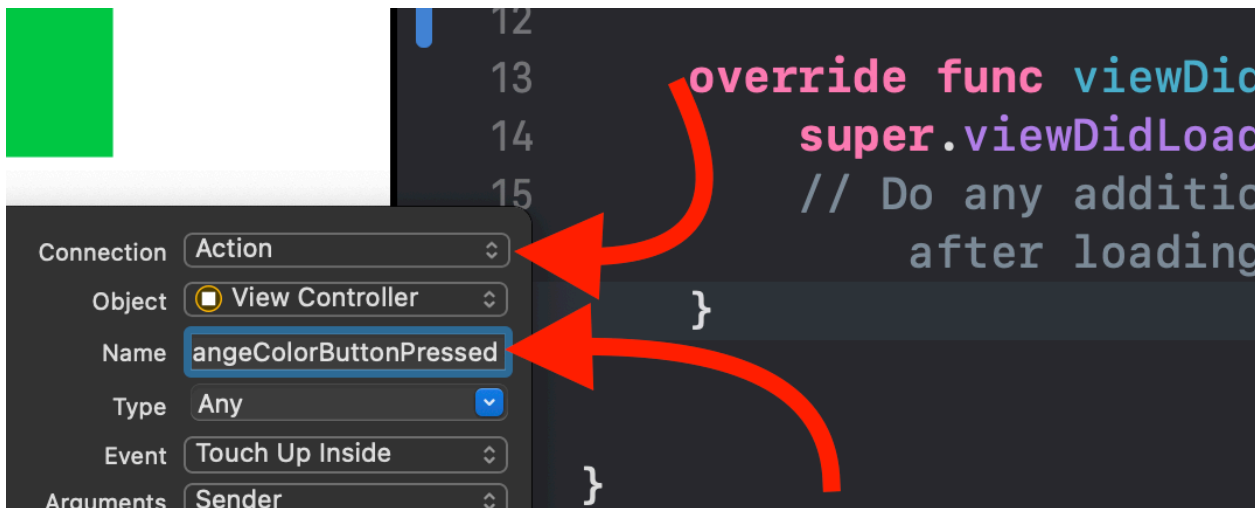 12
13 override func viewDid
14 super.viewDidLoad
15 // Do any additio
after loading
}
}
Connection Action
Object View Controller
Name angeColorButtonPressed
Type Any
Event Touch Up Inside
Arguments Sender